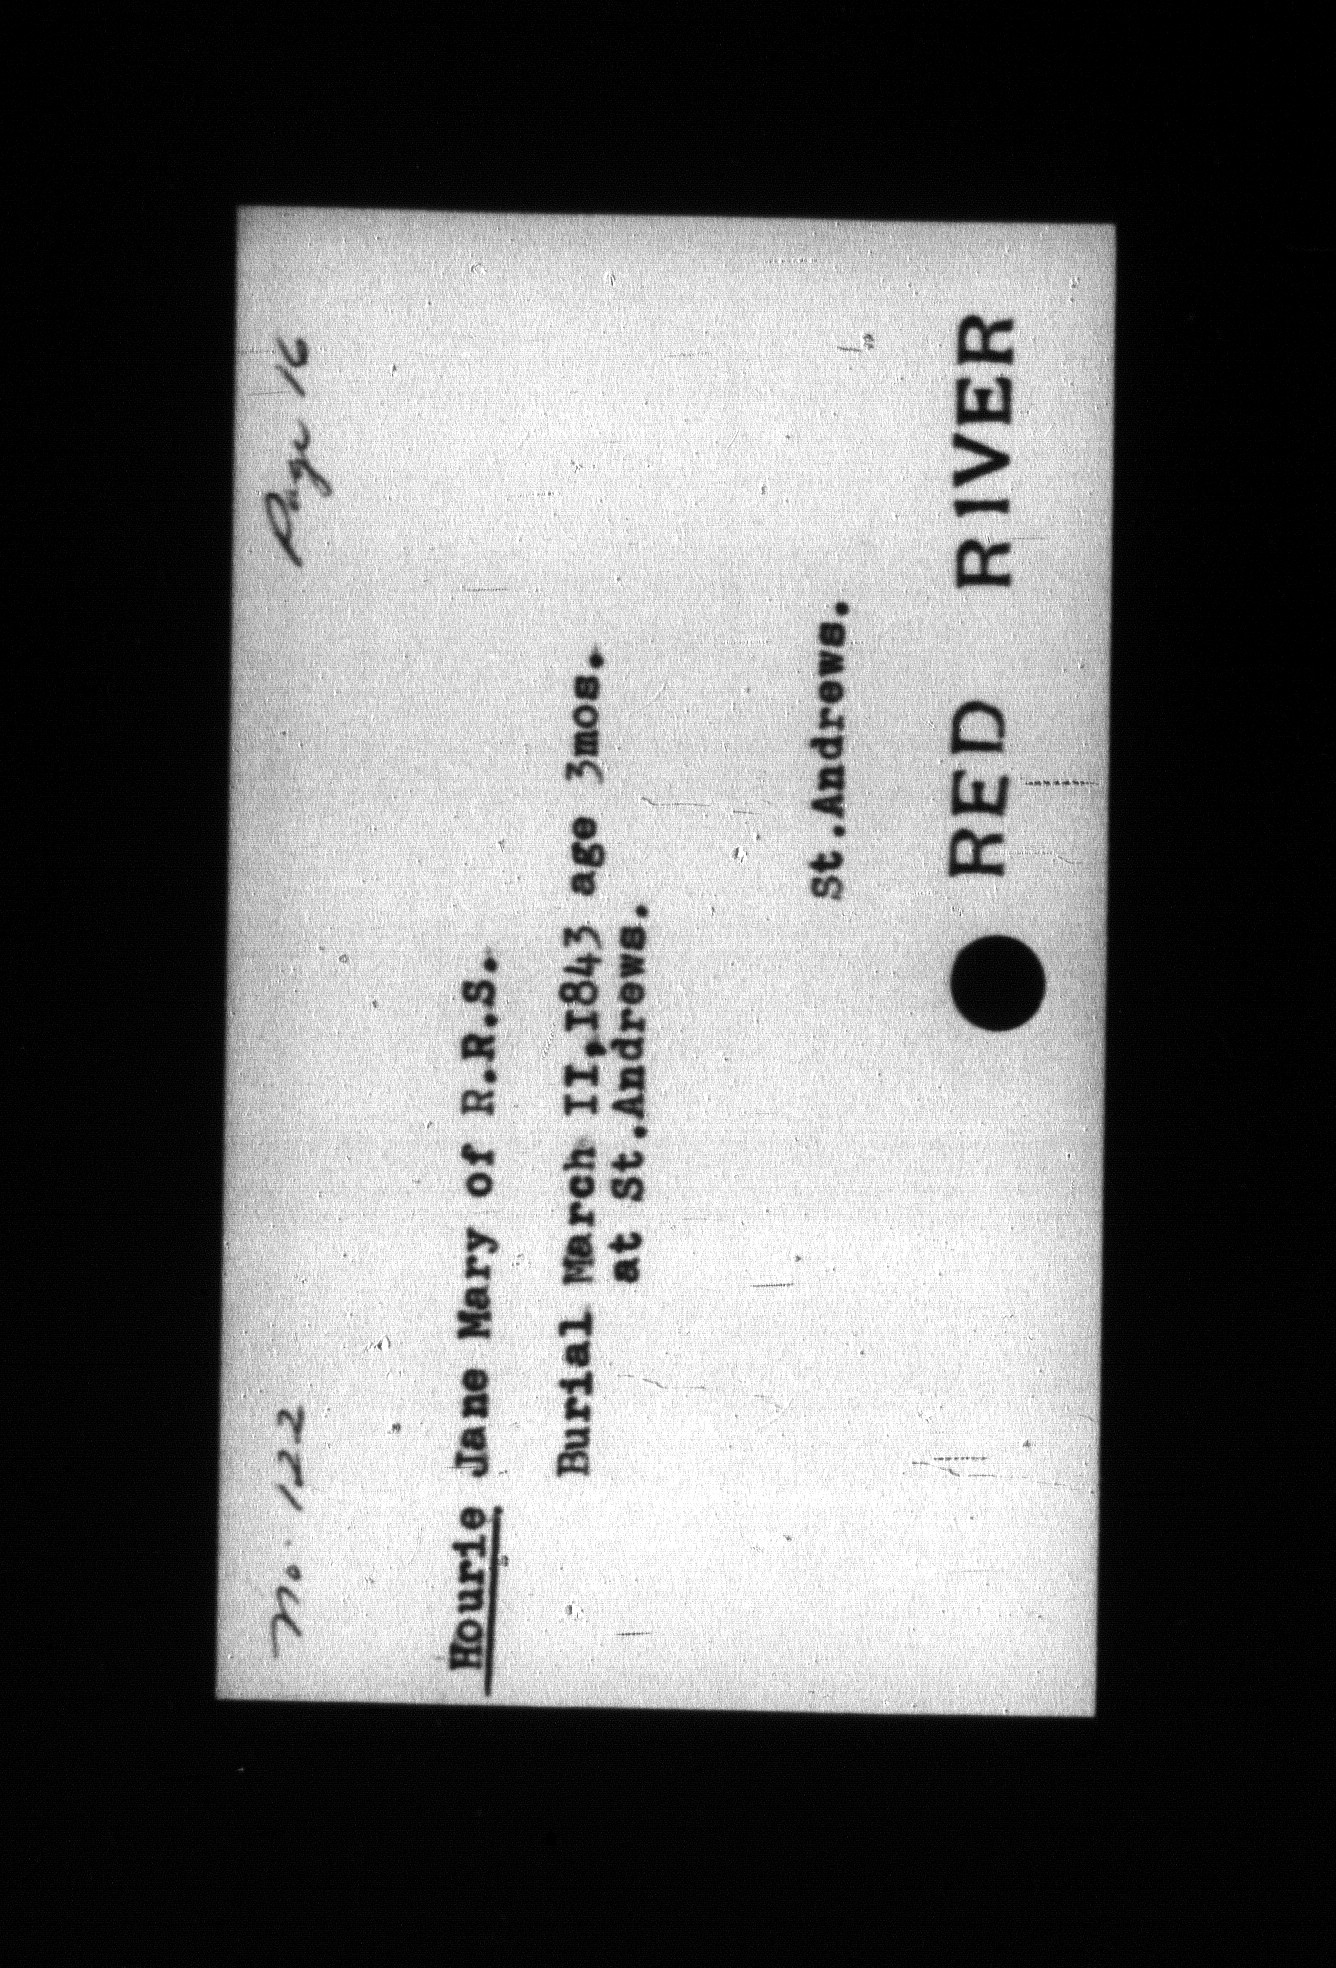 No. 122 Page 16
Hourie Jane Mary of R.R.S.
Burial March II,I843 age 3mos.
at St.Andrews.
St.Andrews.
RED RIVER